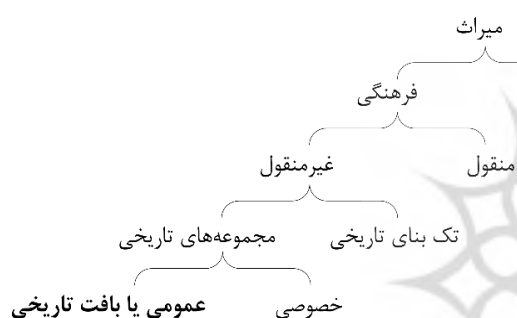 میراث
فرهنگی
منقول غیرمنقول
تک بنای تاریخی مجموعه‌های تاریخی
خصوصی عمومی یا بافت تاریخی